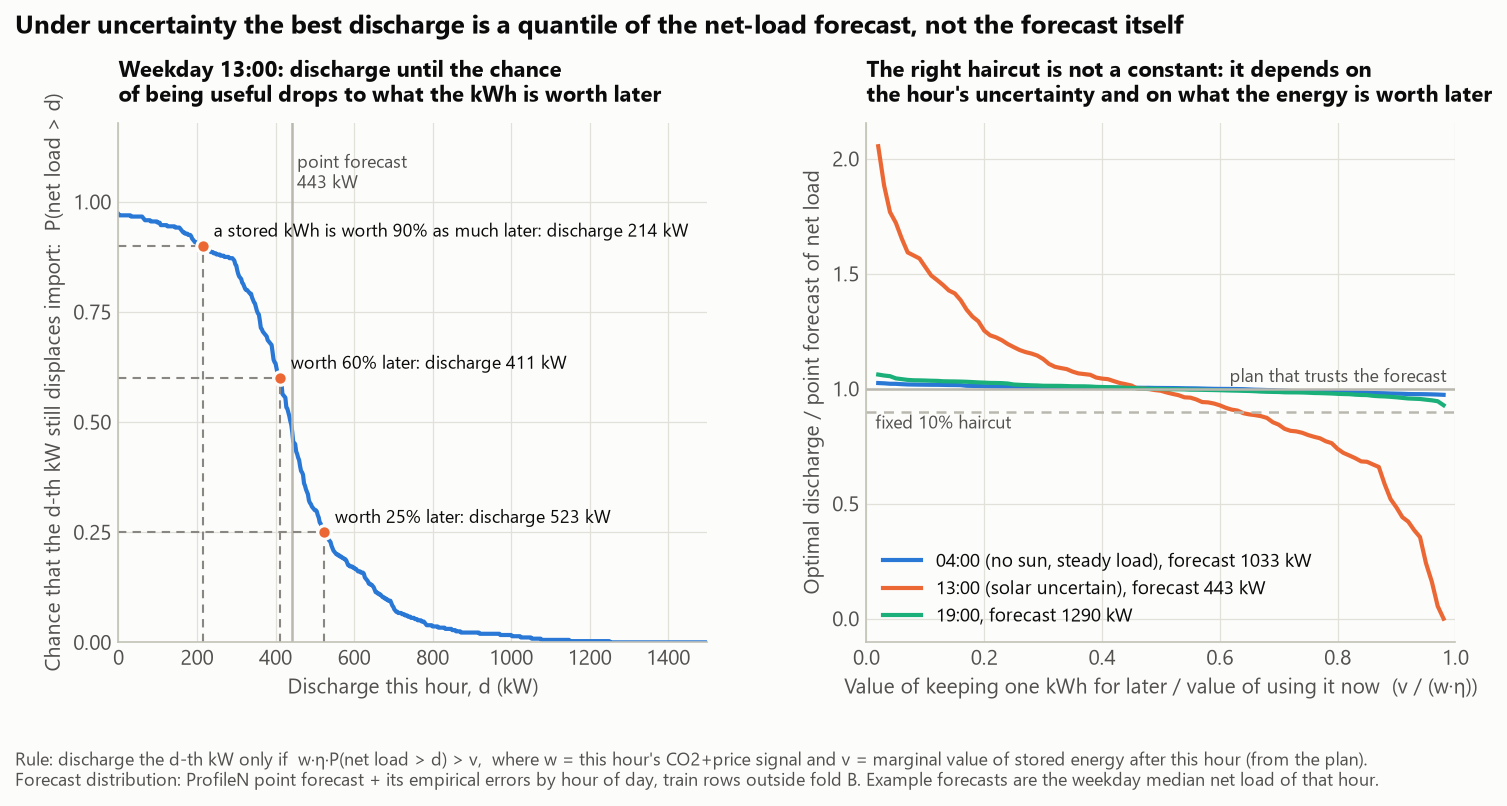 Under uncertainty the best discharge is a quantile of the net-load forecast, not the forecast itself
Weekday 13:00: discharge until the chance
of being useful drops to what the kWh is worth later
Chance that the d-th kW still displaces import:  P(net load > d)
point forecast
443 kW
1.00
a stored kWh is worth 90% as much later: discharge 214 kW
0.75
worth 60% later: discharge 411 kW
0.50
worth 25% later: discharge 523 kW
0.25
0.00
0 200 400 600 800 1000 1200 1400
Discharge this hour, d (kW)
The right haircut is not a constant: it depends on
the hour's uncertainty and on what the energy is worth later
Optimal discharge / point forecast of net load
2.0
1.5
plan that trusts the forecast
1.0
fixed 10% haircut
0.5
04:00 (no sun, steady load), forecast 1033 kW
13:00 (solar uncertain), forecast 443 kW
19:00, forecast 1290 kW
0.0
0.0 0.2 0.4 0.6 0.8 1.0
Value of keeping one kWh for later / value of using it now  (v / (w·η))
Rule: discharge the d-th kW only if  w·η·P(net load > d) > v,  where w = this hour's CO2+price signal and v = marginal value of stored energy after this hour (from the plan).
Forecast distribution: ProfileN point forecast + its empirical errors by hour of day, train rows outside fold B. Example forecasts are the weekday median net load of that hour.